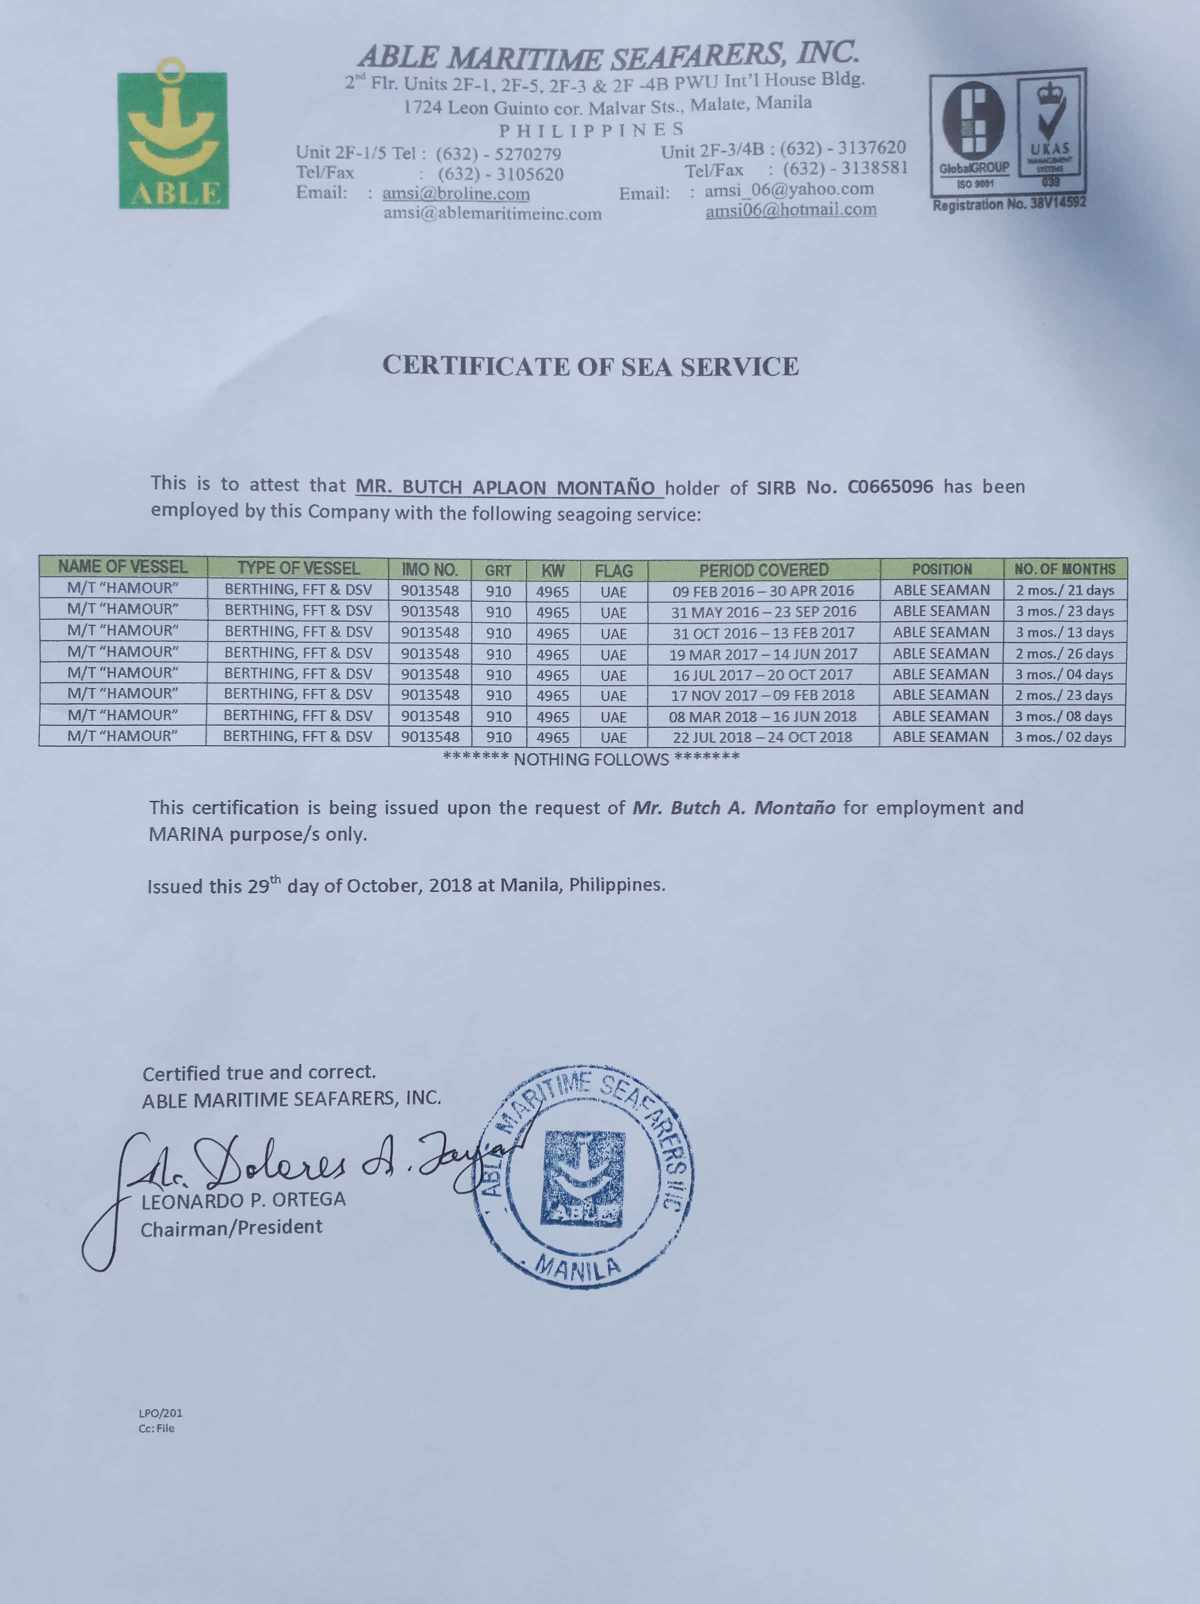 ABLE MARITIME SEAFARERS, INC.
2nd Flr. Units 2F-1, 2F-5, 2F-3 & 2F -4B PWU Int'l House Bldg.
1724 Leon Guinto cor. Malvar Sts., Malate, Manila
PHILIPPINES
Unit 2F-1/5 Tel : (632) - 5270279 Unit 2F-3/4B : (632) - 3137620
Tel/Fax : (632) - 3105620 Tel/Fax : (632) - 3138581
Email: : amsi@broline.com Email: : amsi_06@yahoo.com
amsi@ablemaritimeinc.com amsi06@hotmail.com
ABLE
GlobalGROUP
ISO 9001
UKAS
MANAGEMENT
SYSTEMS
039
Registration No. 38V14592
CERTIFICATE OF SEA SERVICE
This is to attest that MR. BUTCH APLAON MONTAÑO holder of SIRB No. C0665096 has been
employed by this Company with the following seagoing service:
NAME OF VESSEL TYPE OF VESSEL IMO NO. GRT KW FLAG PERIOD COVERED POSITION NO. OF MONTHS
M/T "HAMOUR" BERTHING, FFT & DSV 9013548 910 4965 UAE 09 FEB 2016 – 30 APR 2016 ABLE SEAMAN 2 mos./ 21 days
M/T "HAMOUR" BERTHING, FFT & DSV 9013548 910 4965 UAE 31 MAY 2016 – 23 SEP 2016 ABLE SEAMAN 3 mos./ 23 days
M/T "HAMOUR" BERTHING, FFT & DSV 9013548 910 4965 UAE 31 OCT 2016 – 13 FEB 2017 ABLE SEAMAN 3 mos./ 13 days
M/T "HAMOUR" BERTHING, FFT & DSV 9013548 910 4965 UAE 19 MAR 2017 – 14 JUN 2017 ABLE SEAMAN 2 mos./ 26 days
M/T "HAMOUR" BERTHING, FFT & DSV 9013548 910 4965 UAE 16 JUL 2017 – 20 OCT 2017 ABLE SEAMAN 3 mos./ 04 days
M/T "HAMOUR" BERTHING, FFT & DSV 9013548 910 4965 UAE 17 NOV 2017 – 09 FEB 2018 ABLE SEAMAN 2 mos./ 23 days
M/T "HAMOUR" BERTHING, FFT & DSV 9013548 910 4965 UAE 08 MAR 2018 – 16 JUN 2018 ABLE SEAMAN 3 mos./ 08 days
M/T "HAMOUR" BERTHING, FFT & DSV 9013548 910 4965 UAE 22 JUL 2018 – 24 OCT 2018 ABLE SEAMAN 3 mos./ 02 days
******* NOTHING FOLLOWS *******
This certification is being issued upon the request of Mr. Butch A. Montaño for employment and
MARINA purpose/s only.
Issued this 29th day of October, 2018 at Manila, Philippines.
Certified true and correct.
ABLE MARITIME SEAFARERS, INC.
Dolores A.
LEONARDO P. ORTEGA
Chairman/President
ABLE MARITIME SEAFARERS INC
ABLE
MANILA
LPO/201
Cc: File